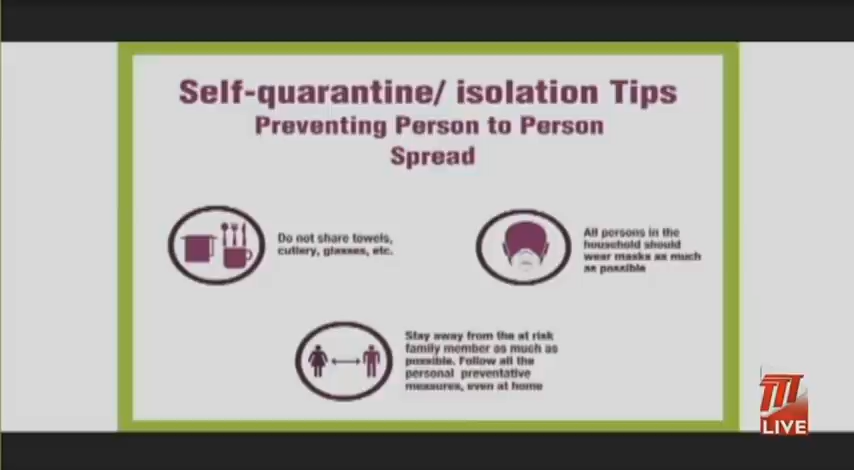 Self-quarantine/ isolation Tips
Preventing Person to Person
Spread
Do not share towels,
cutlery, glasses, etc.
All persons in the
household should
wear masks as much
as possible
Stay away from the at risk
family member as much as
possible. Follow all the
personal preventative
measures, even at home
LIVE